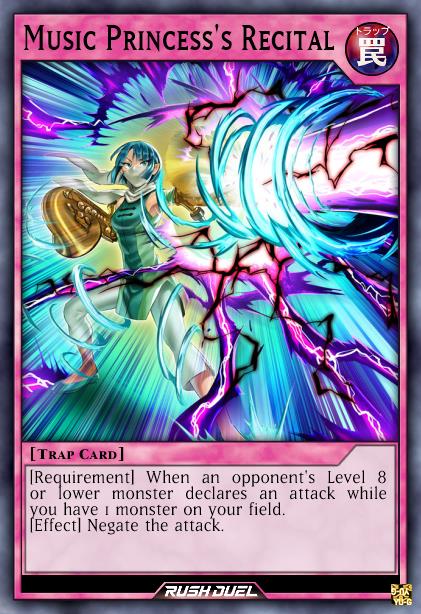 Music Princess's Recital
トラップ
罠
[Trap Card]
[Requirement] When an opponent's Level 8
or lower monster declares an attack while
you have 1 monster on your field.
[Effect] Negate the attack.
RUSH DUEL